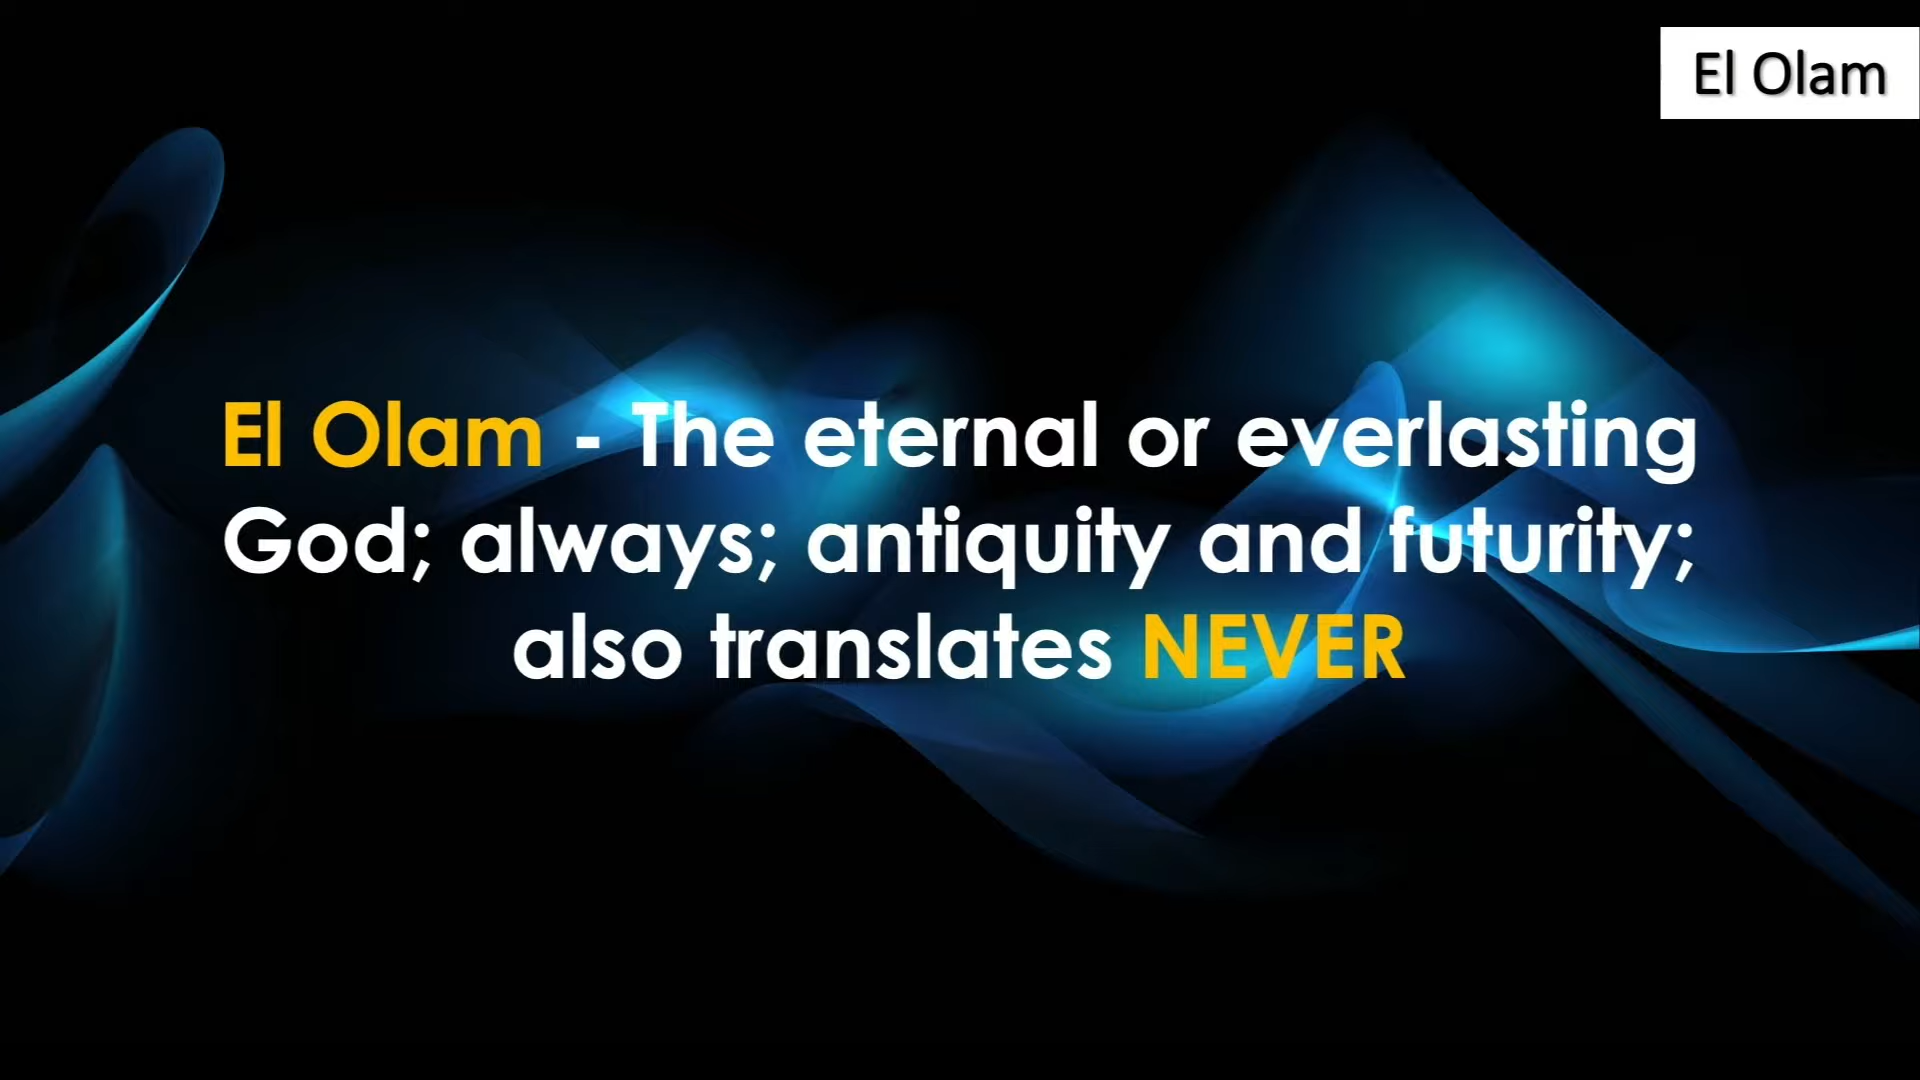 El Olam
El Olam - The eternal or everlasting
God; always; antiquity and futurity;
also translates NEVER